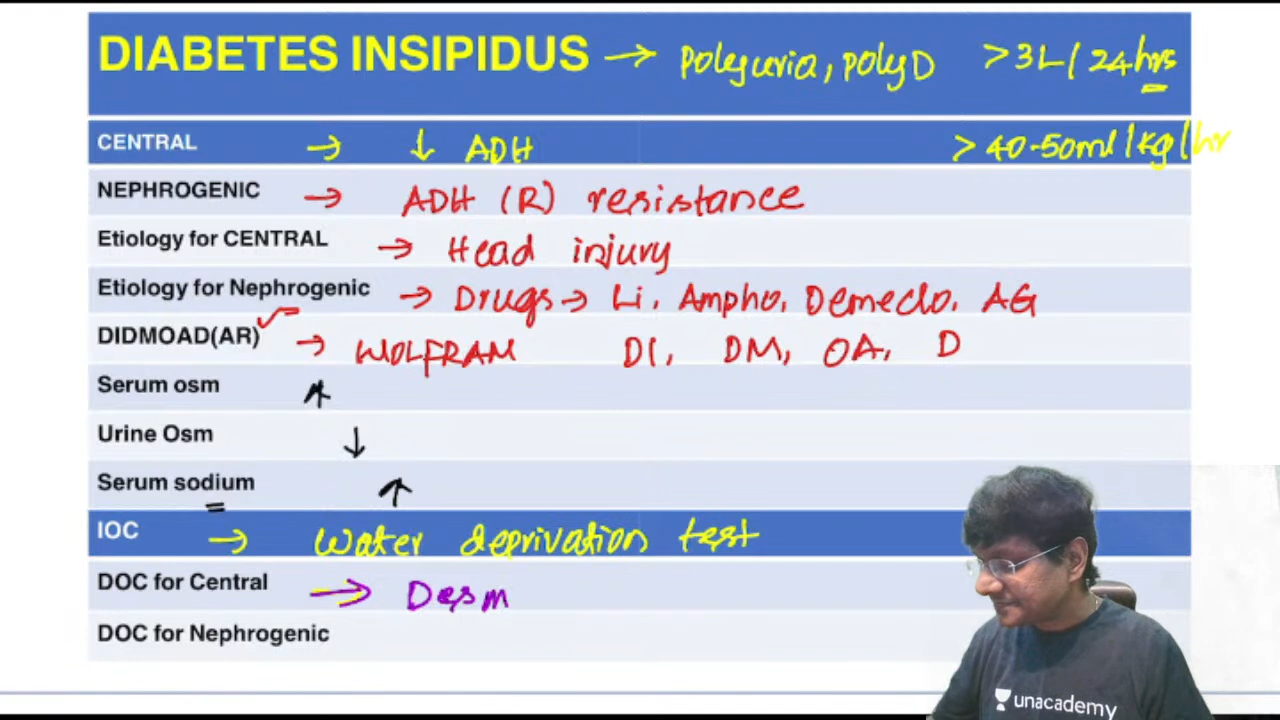 DIABETES INSIPIDUS → polyuria, polyD >3L/24hrs
CENTRAL → ↓ ADH >40-50ml/kg/hr
NEPHROGENIC → ADH (R) resistance
Etiology for CENTRAL → Head injury
Etiology for Nephrogenic → Drugs → Li, Ampho, Demeclo, AG
DIDMOAD(AR) → WOLFRAM DI, DM, OA, D
Serum osm ↑
Urine Osm ↓
Serum sodium ↑
IOC → Water deprivation test
DOC for Central → Desm
DOC for Nephrogenic
unacademy